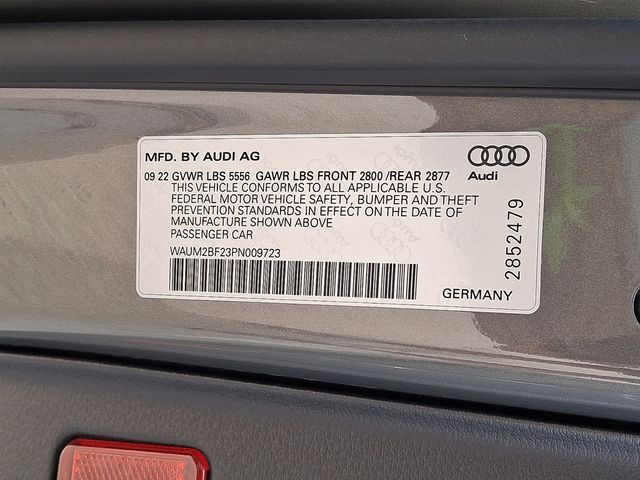 MFD. BY AUDI AG
Audi
09 22 GVWR LBS 5556 GAWR LBS FRONT 2800 /REAR 2877
THIS VEHICLE CONFORMS TO ALL APPLICABLE U.S.
FEDERAL MOTOR VEHICLE SAFETY, BUMPER AND THEFT
PREVENTION STANDARDS IN EFFECT ON THE DATE OF
MANUFACTURE SHOWN ABOVE
PASSENGER CAR
WAUM2BF23PN009723
GERMANY
2852479